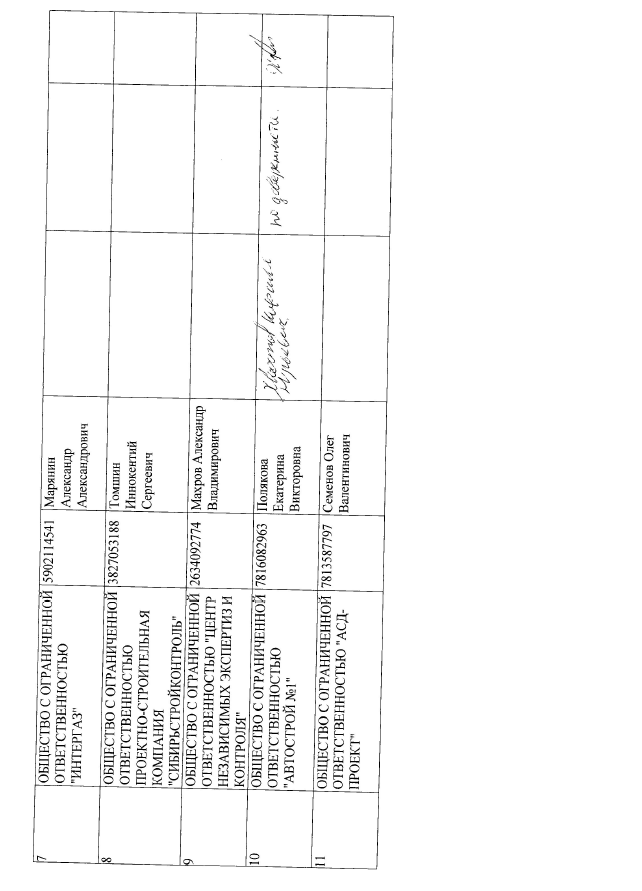 7
ОБЩЕСТВО С ОГРАНИЧЕННОЙ
ОТВЕТСТВЕННОСТЬЮ
"ИНТЕРГАЗ"
5902114541
Марянин
Александр
Александрович
8
ОБЩЕСТВО С ОГРАНИЧЕННОЙ
ОТВЕТСТВЕННОСТЬЮ
ПРОЕКТНО-СТРОИТЕЛЬНАЯ
КОМПАНИЯ
"СИБИРЬСТРОЙКОНТРОЛЬ"
3827053188
Томшин
Иннокентий
Сергеевич
9
ОБЩЕСТВО С ОГРАНИЧЕННОЙ
ОТВЕТСТВЕННОСТЬЮ "ЦЕНТР
НЕЗАВИСИМЫХ ЭКСПЕРТИЗ И
КОНТРОЛЯ"
2634092774
Махров Александр
Владимирович
10
ОБЩЕСТВО С ОГРАНИЧЕННОЙ
ОТВЕТСТВЕННОСТЬЮ
"АВТОСТРОЙ №1"
7816082963
Полякова
Екатерина
Викторовна
Кирилл
по доверенности.
11
ОБЩЕСТВО С ОГРАНИЧЕННОЙ
ОТВЕТСТВЕННОСТЬЮ "АСД-
ПРОЕКТ"
7813587797
Семенов Олег
Валентинович